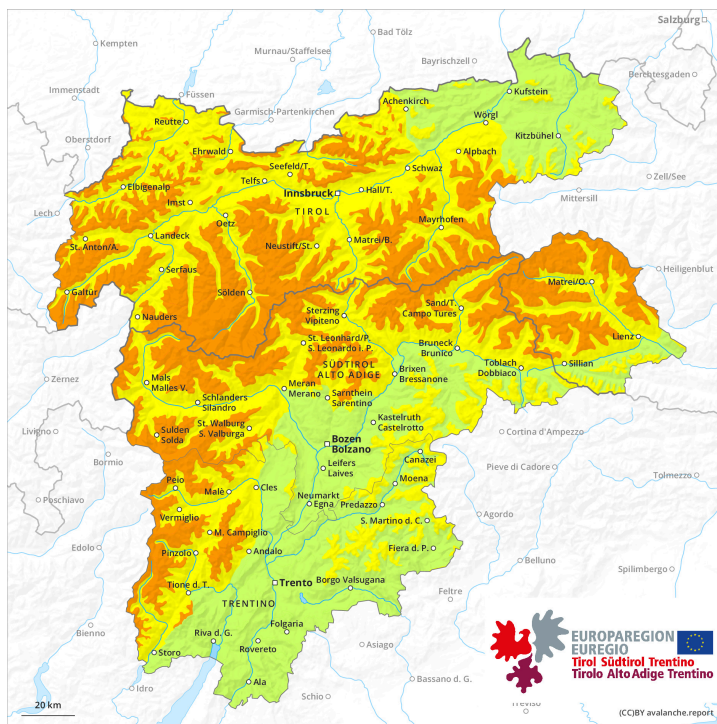 Salzburg
Bad Tölz
Kempten
Murnau/Staffelsee
Bayrischzell
Berchtesgaden
Immenstadt
Füssen
Garmisch-Partenkirchen
Achenkirch
Kufstein
Reutte
Wörgl
Kitzbühel
Oberstdorf
Ehrwald
Seefeld/T.
Schwaz
Alpbach
Zell/See
Elbigenalp
Telfs
Innsbruck
Hall/T.
Mittersill
Lech
Imst
TIROL
Oetz
Mayrhofen
St. Anton/A.
Landeck
Neustift/St.
Matrei/B.
Heiligenblut
Serfaus
Matrei/O.
Galtür
Sölden
Nauders
Sterzing
Vipiteno
Sand/T.
Campo Tures
Lienz
St. Leonhard/P.
S. Leonardo i. P.
Bruneck
Brunico
Toblach
Dobbiaco
Sillian
SÜDTIROL
ALTO ADIGE
Brixen
Bressanone
Zernez
Mals
Malles V.
Meran
Merano
Sarnthein
Sarentino
Schlanders
Silandro
St. Walburg
S. Valburga
Kastelruth
Castelrotto
Livigno
Sulden
Solda
Bozen
Bolzano
Cortina d'Ampezzo
Bormio
Canazei
Pieve di Cadore
Tolmezzo
Leifers
Laives
Poschiavo
Peio
Malè
Cles
Moena
Neumarkt
Egna
Predazzo
Agordo
Vermiglio
S. Martino d. C.
M. Campiglio
Edolo
Pinzolo
Andalo
Fiera d. P.
Belluno
Spilimbergo
Tione d. T.
Trento
Borgo Valsugana
Feltre
TRENTINO
Folgaria
Bienno
Riva d. G.
Rovereto
Asiago
Storo
Bassano d. G.
Idro
Ala
Schio
Treviso
EUROPAREGION
EUREGIO
Tirol Südtirol Trentino
Tirolo Alto Adige Trentino
20 km
(CC)BY avalanche.report